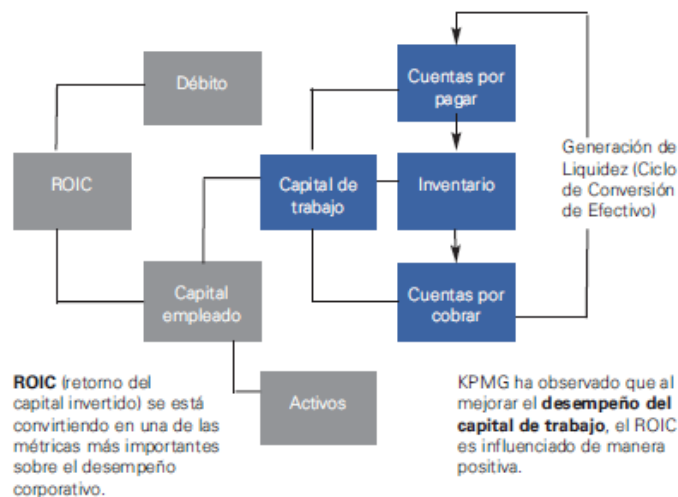 Débito
Cuentas por
pagar
Generación de
Liquidez (Ciclo
de Conversión
de Efectivo)
ROIC
Capital de
trabajo
Inventario
Capital
empleado
Cuentas por
cobrar
Activos
ROIC (retorno del
capital invertido) se está
convirtiendo en una de las
métricas más importantes
sobre el desempeño
corporativo.
KPMG ha observado que al
mejorar el desempeño del
capital de trabajo, el ROIC
es influenciado de manera
positiva.